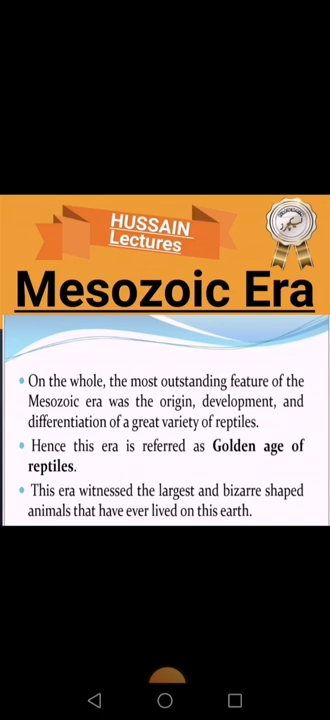 HUSSAIN
Lectures
Mesozoic Era
On the whole, the most outstanding feature of the
Mesozoic era was the origin, development, and
differentiation of a great variety of reptiles.
Hence this era is referred as Golden age of
reptiles.
This era witnessed the largest and bizarre shaped
animals that have ever lived on this earth.